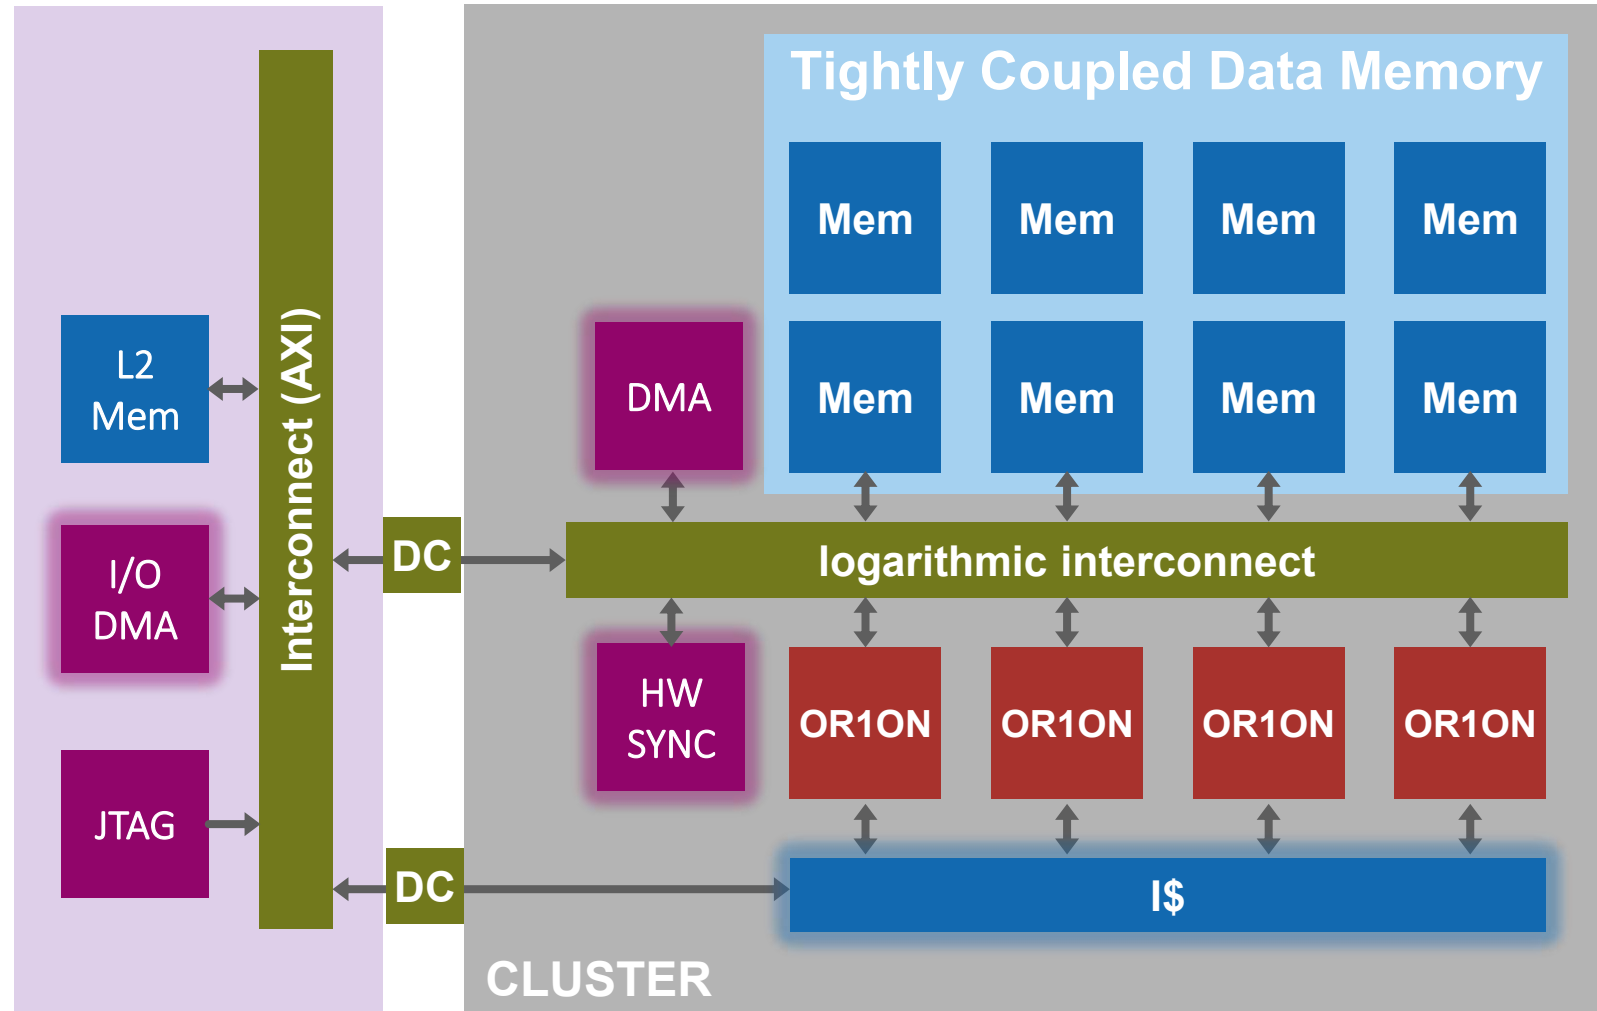 Tightly Coupled Data Memory
Mem Mem Mem Mem
L2
Mem
Interconnect (AXI)
DMA
Mem Mem Mem Mem
I/O
DMA
DC
logarithmic interconnect
HW
SYNC
OR1ON OR1ON OR1ON OR1ON
JTAG
DC
I$
CLUSTER